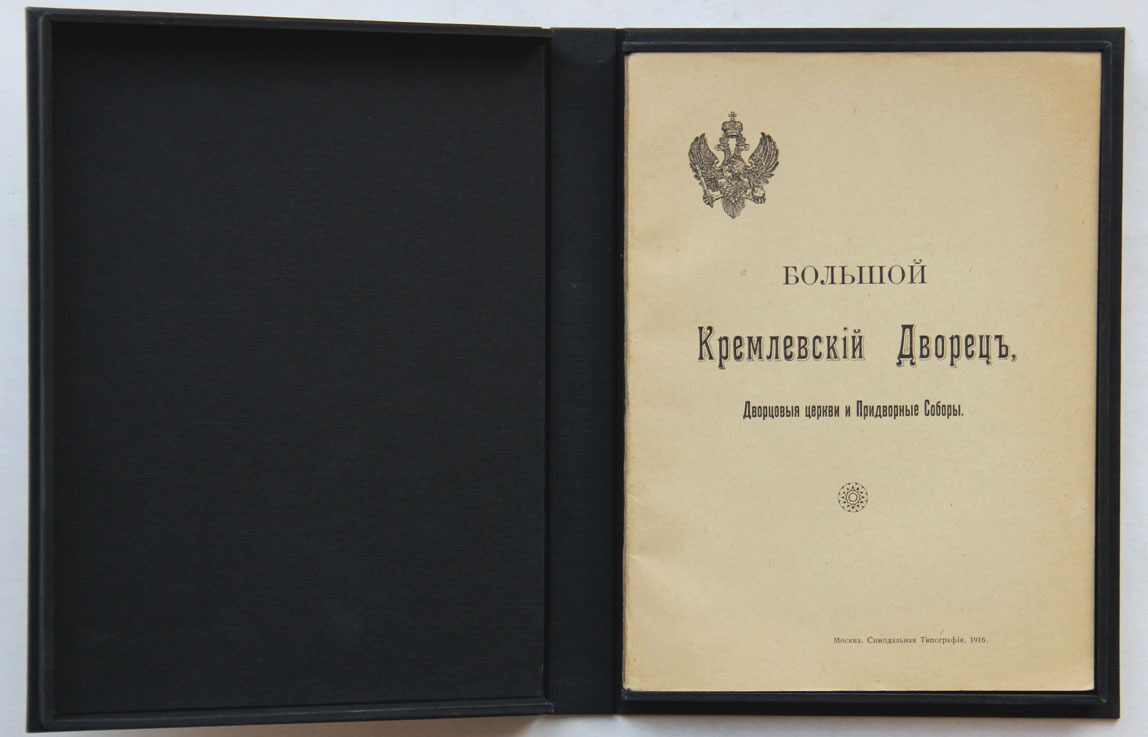 БОЛЬШОЙ
Кремлевскій Дворецъ,
Дворцовыя церкви и Придворные Соборы.
Москва. Синодальная Типографія. 1916.